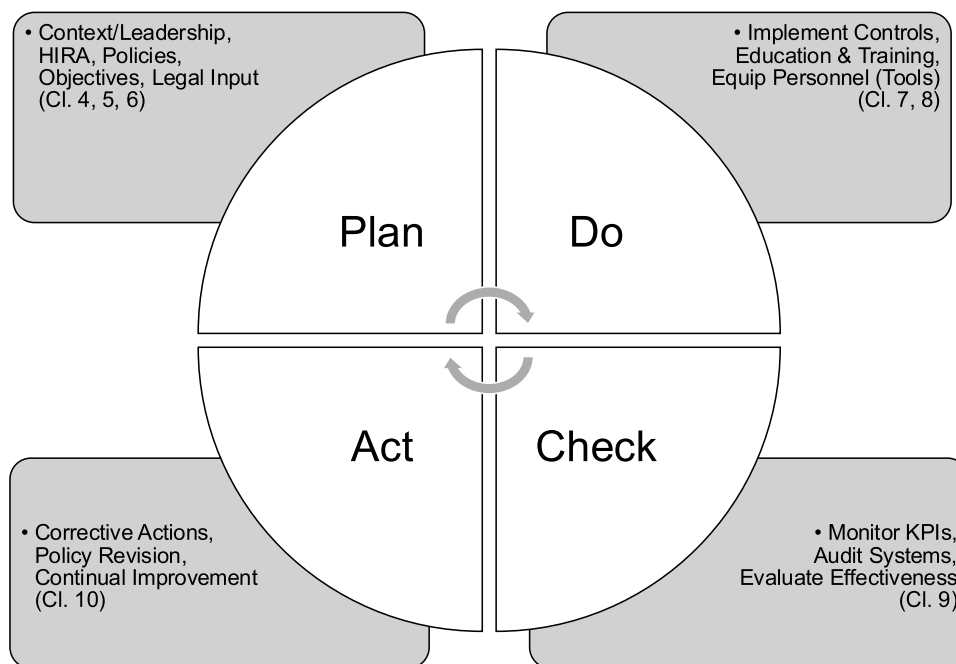 • Context/Leadership,
HIRA, Policies,
Objectives, Legal Input
(Cl. 4, 5, 6)
• Implement Controls,
Education & Training,
Equip Personnel (Tools)
(Cl. 7, 8)
Plan
Do
Act
Check
• Corrective Actions,
Policy Revision,
Continual Improvement
(Cl. 10)
• Monitor KPIs,
Audit Systems,
Evaluate Effectiveness
(Cl. 9)